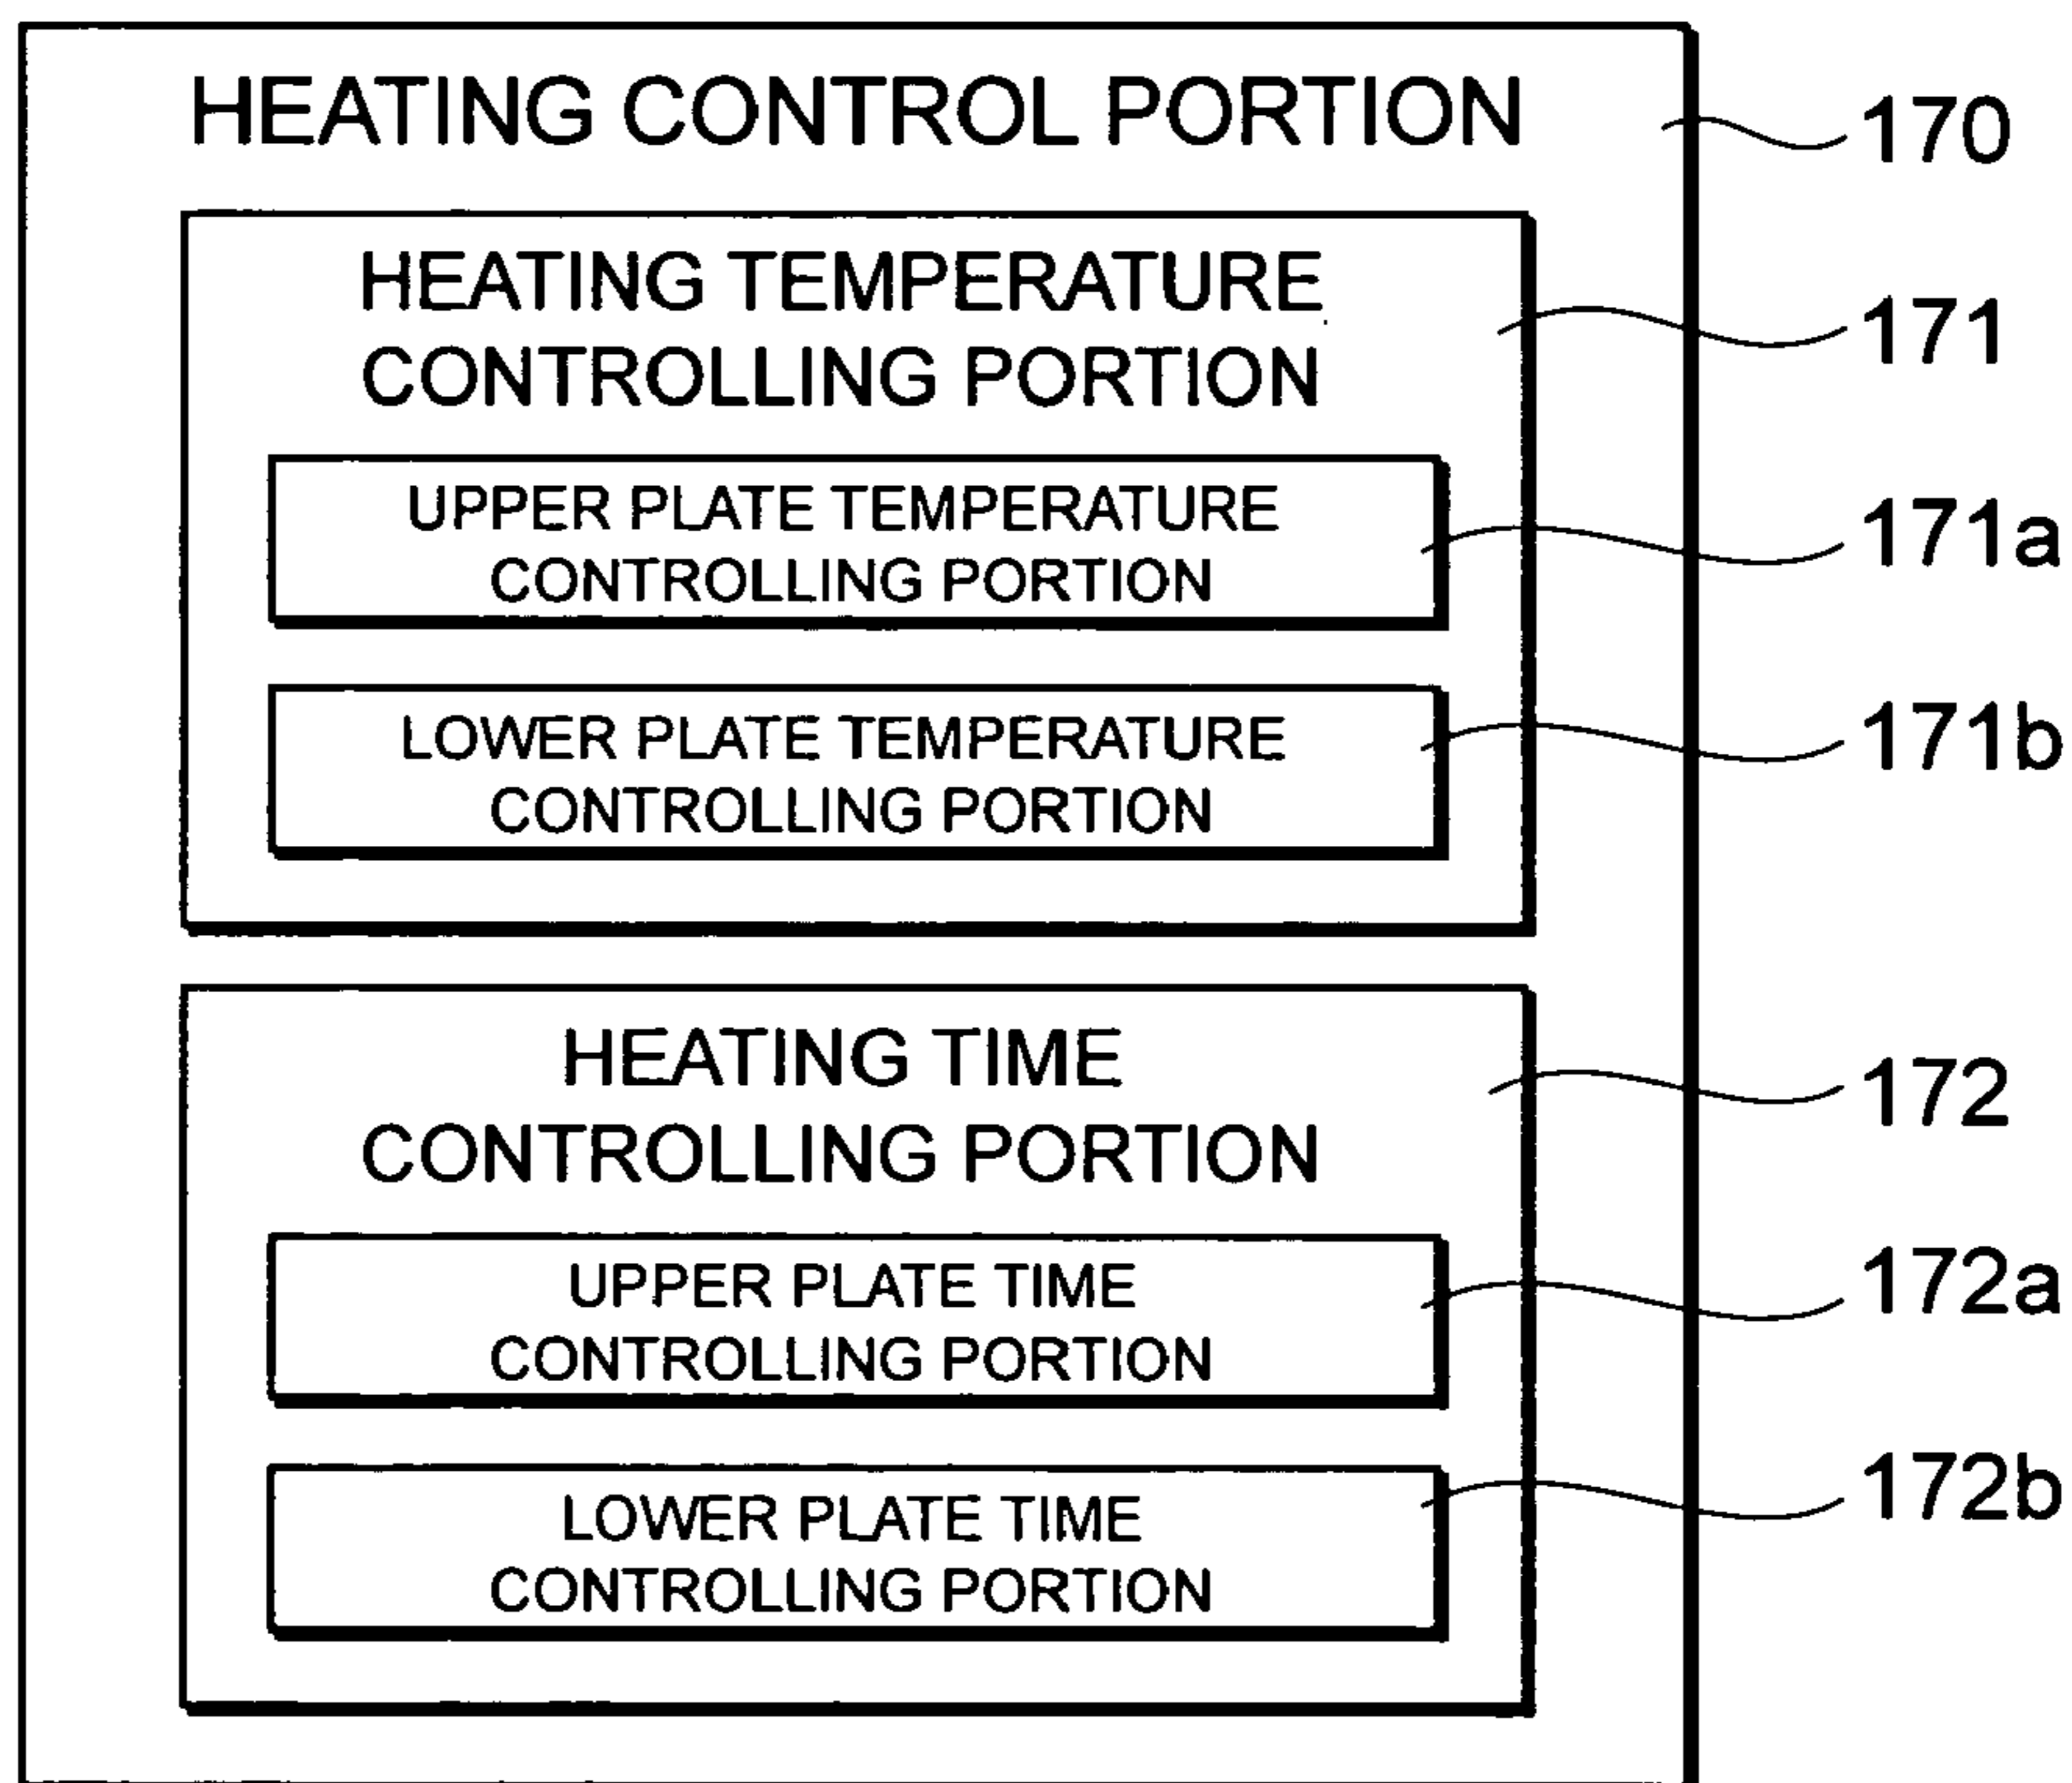 HEATING CONTROL PORTION
170
HEATING TEMPERATURE
CONTROLLING PORTION
171
UPPER PLATE TEMPERATURE
CONTROLLING PORTION
171a
LOWER PLATE TEMPERATURE
CONTROLLING PORTION
171b
HEATING TIME
CONTROLLING PORTION
172
UPPER PLATE TIME
CONTROLLING PORTION
172a
LOWER PLATE TIME
CONTROLLING PORTION
172b